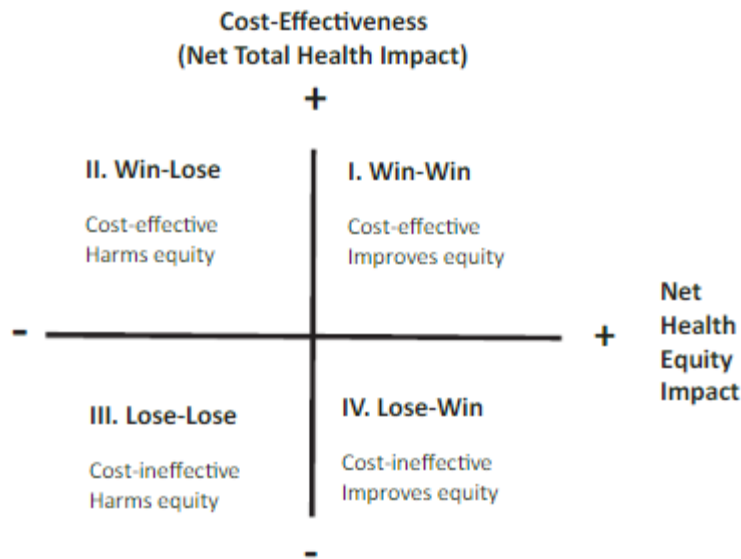 Cost-Effectiveness
(Net Total Health Impact)
+
II. Win-Lose
Cost-effective
Harms equity
I. Win-Win
Cost-effective
Improves equity
-
+
Net
Health
Equity
Impact
III. Lose-Lose
Cost-ineffective
Harms equity
IV. Lose-Win
Cost-ineffective
Improves equity
-